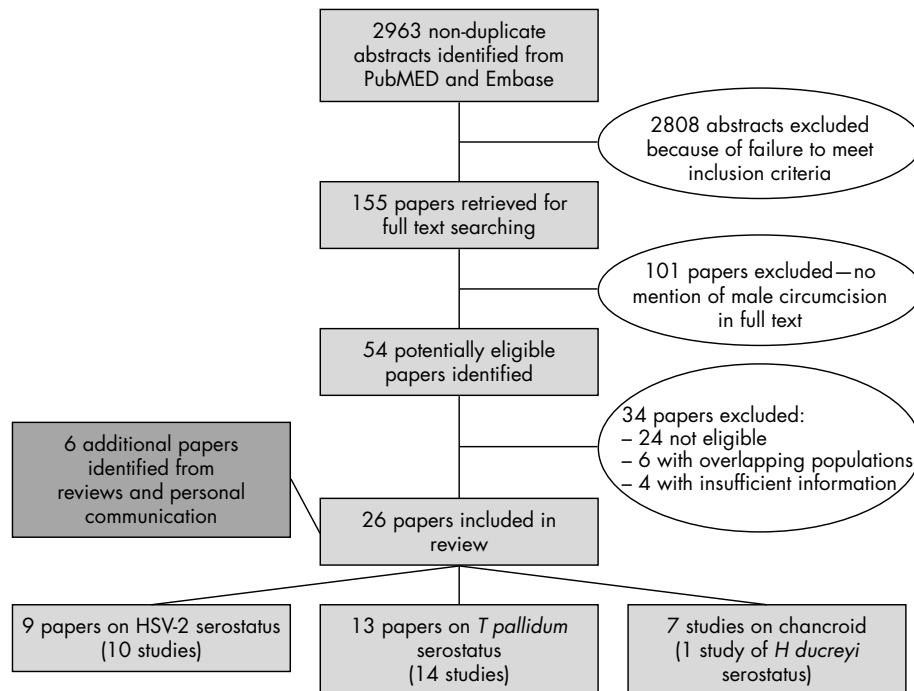 2963 non-duplicate
abstracts identified from
PubMED and Embase
2808 abstracts excluded
because of failure to meet
inclusion criteria
155 papers retrieved for
full text searching
101 papers excluded—no
mention of male circumcision
in full text
54 potentially eligible
papers identified
34 papers excluded:
– 24 not eligible
– 6 with overlapping populations
– 4 with insufficient information
6 additional papers
identified from
reviews and personal
communication
26 papers included in
review
9 papers on HSV-2 serostatus
(10 studies)
13 papers on T pallidum
serostatus
(14 studies)
7 studies on chancroid
(1 study of H ducreyi
serostatus)